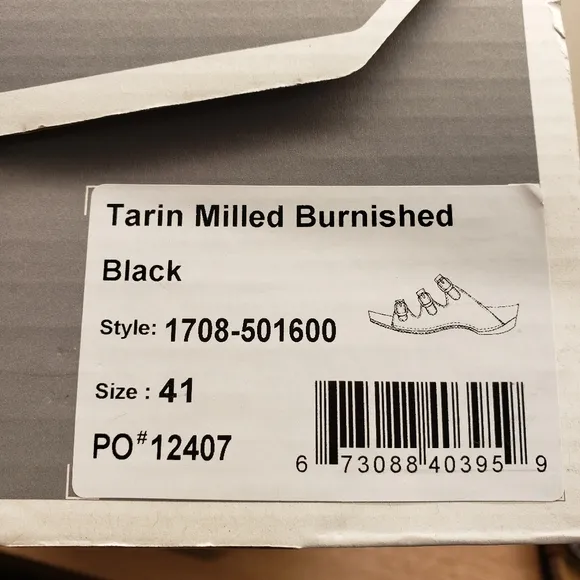 Tarin Milled Burnished
Black
Style: 1708-501600
Size : 41
PO#12407
6 73088 40395 9